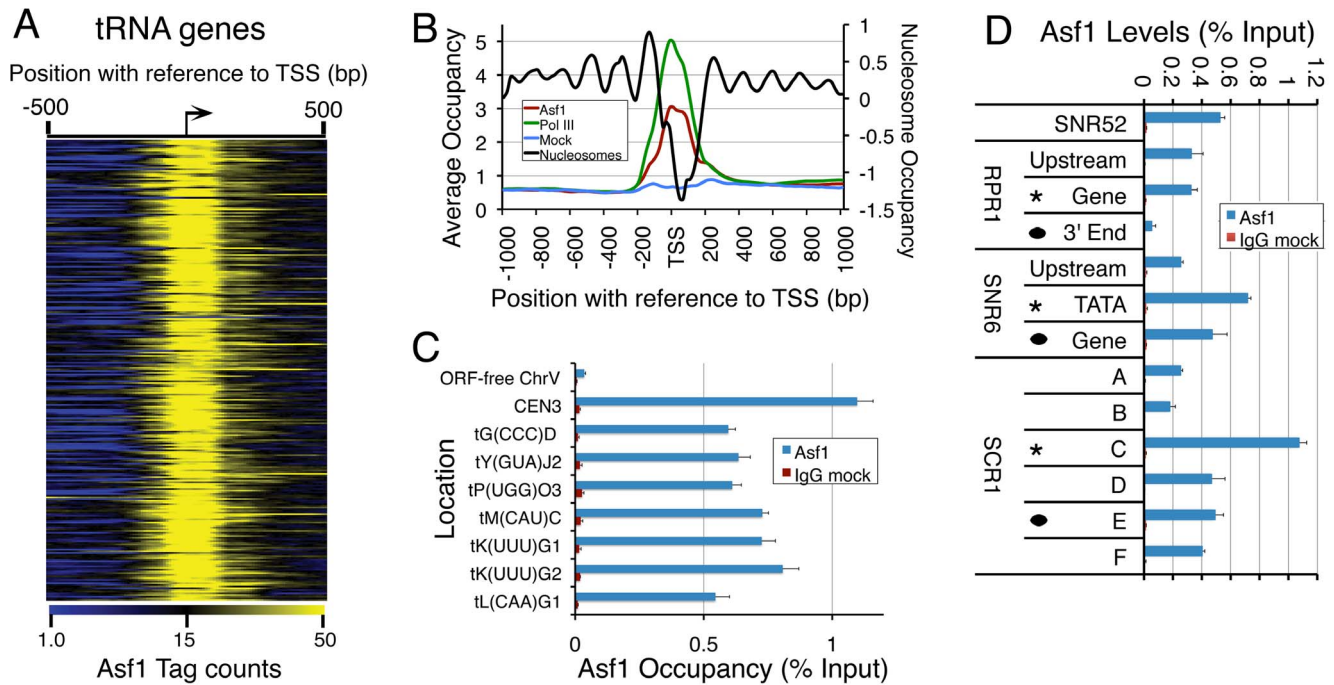 A
tRNA genes
Position with reference to TSS (bp)
-500
500
1.0
15
50
Asf1 Tag counts
B
Average Occupancy
5
4
3
2
1
0
Asf1
Pol III
Mock
Nucleosomes
1
0.5
0
-0.5
-1
-1.5
Nucleosome Occupancy
-1000
-800
-600
-400
-200
TSS
200
400
600
800
1000
Position with reference to TSS (bp)
C
Location
ORF-free ChrV
CEN3
tG(CCC)D
tY(GUA)J2
tP(UGG)O3
tM(CAU)C
tK(UUU)G1
tK(UUU)G2
tL(CAA)G1
Asf1
IgG mock
0
0.5
1
Asf1 Occupancy (% Input)
D
Asf1 Levels (% Input)
0
0.2
0.4
0.6
0.8
1
1.2
SNR52
RPR1
Upstream
* Gene
3' End
SNR6
Upstream
* TATA
Gene
SCR1
A
B
* C
D
E
F
Asf1
IgG mock